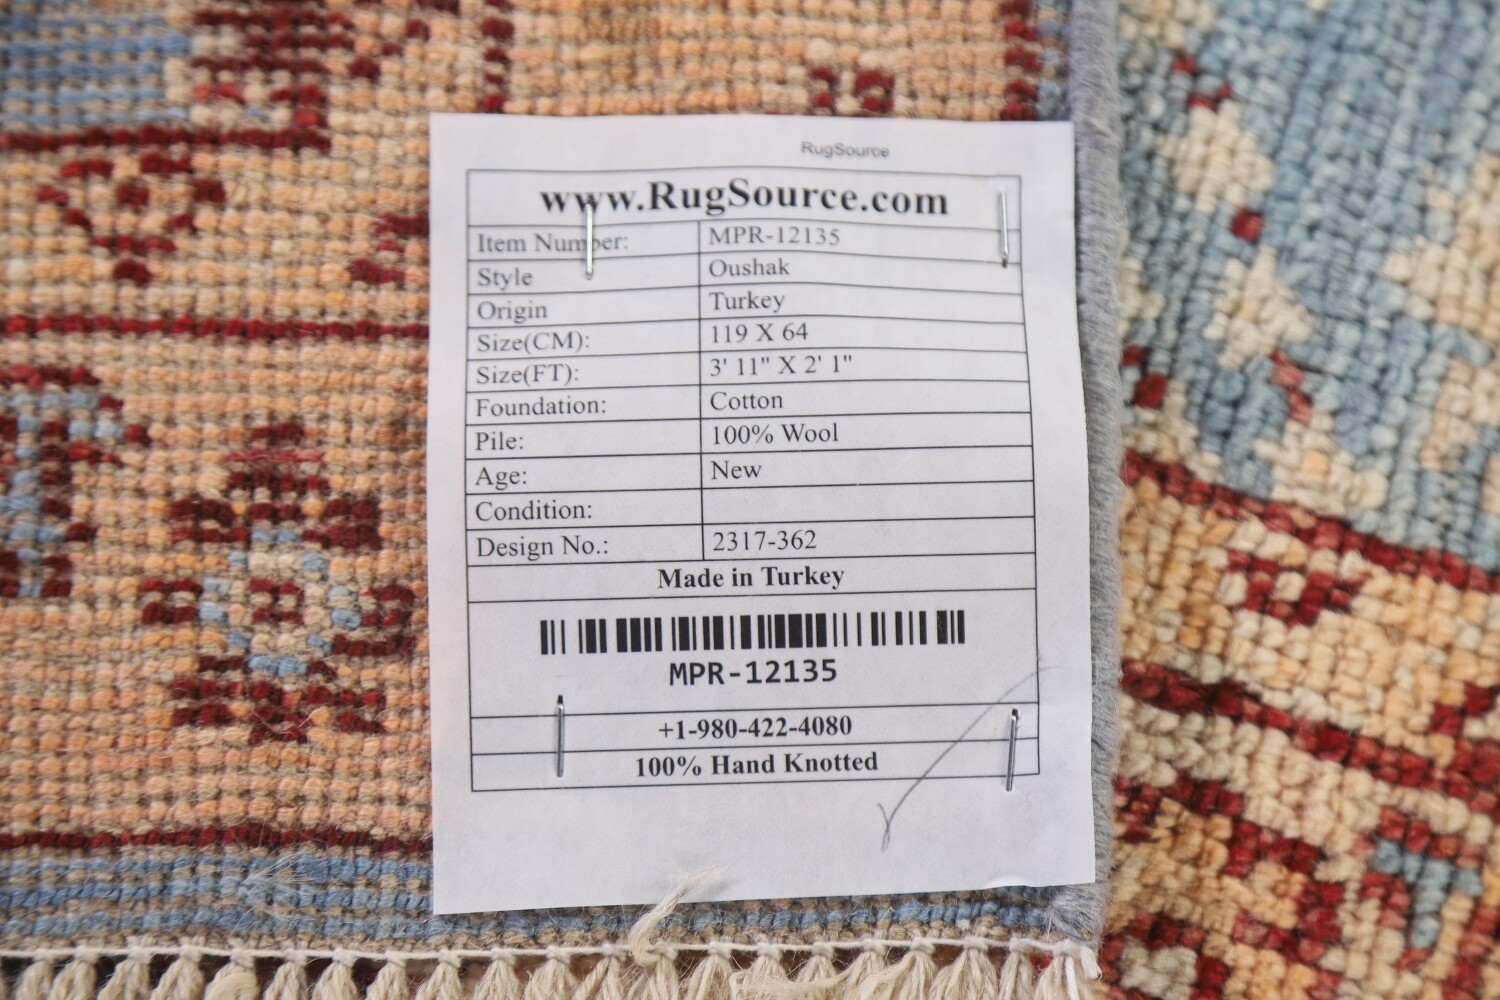 RugSource
www.RugSource.com
Item Number: MPR-12135
Style Oushak
Origin Turkey
Size(CM): 119 X 64
Size(FT): 3' 11" X 2' 1"
Foundation: Cotton
Pile: 100% Wool
Age: New
Condition:
Design No.: 2317-362
Made in Turkey
MPR-12135
+1-980-422-4080
100% Hand Knotted